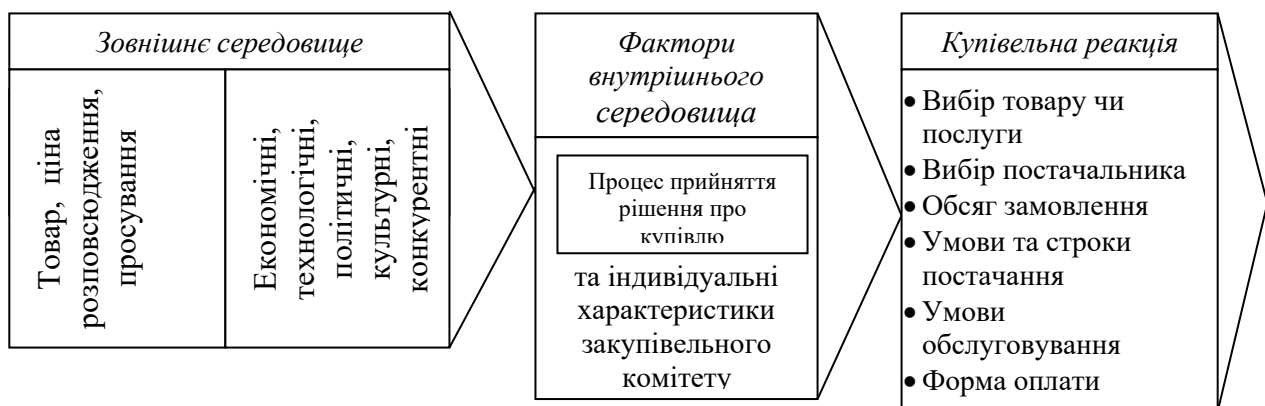 Зовнішнє середовище
Товар, ціна
розповсюдження,
просування
Економічні,
технологічні,
політичні,
культурні,
конкурентні
Фактори
внутрішнього
середовища
Процес прийняття
рішення про
купівлю
та індивідуальні
характеристики
закупівельного
комітету
Купівельна реакція
• Вибір товару чи
послуги
• Вибір постачальника
• Обсяг замовлення
• Умови та строки
постачання
• Умови
обслуговування
• Форма оплати